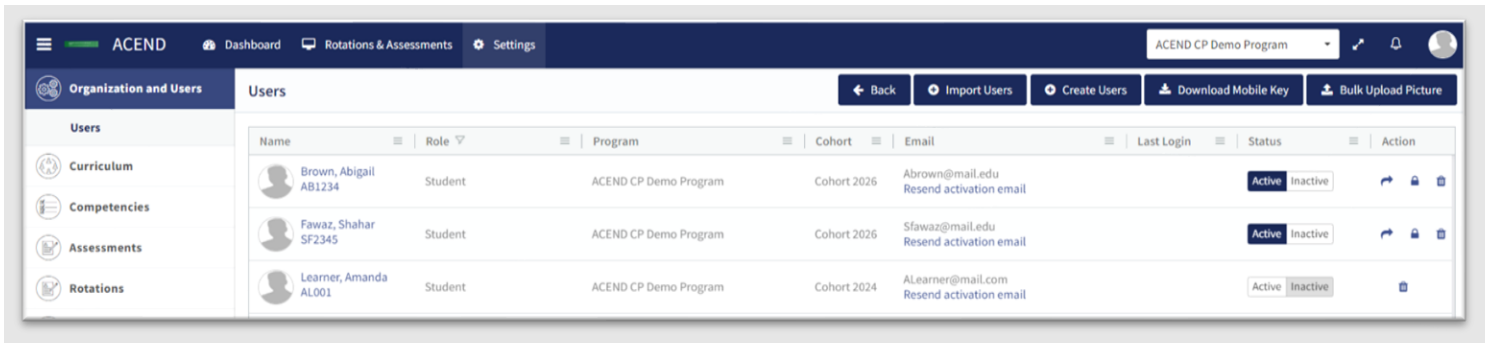 ACEND Dashboard Rotations & Assessments Settings ACEND CP Demo Program
Organization and Users
Users
Curriculum
Competencies
Assessments
Rotations
Users Back Import Users Create Users Download Mobile Key Bulk Upload Picture
Name Role Program Cohort Email Last Login Status Action
Brown, Abigail
AB1234
Student
ACEND CP Demo Program
Cohort 2026
Abrown@mail.edu
Resend activation email
Active Inactive
Fawaz, Shahar
SF2345
Student
ACEND CP Demo Program
Cohort 2026
Sfawaz@mail.edu
Resend activation email
Active Inactive
Learner, Amanda
AL001
Student
ACEND CP Demo Program
Cohort 2024
ALearner@mail.com
Resend activation email
Active Inactive